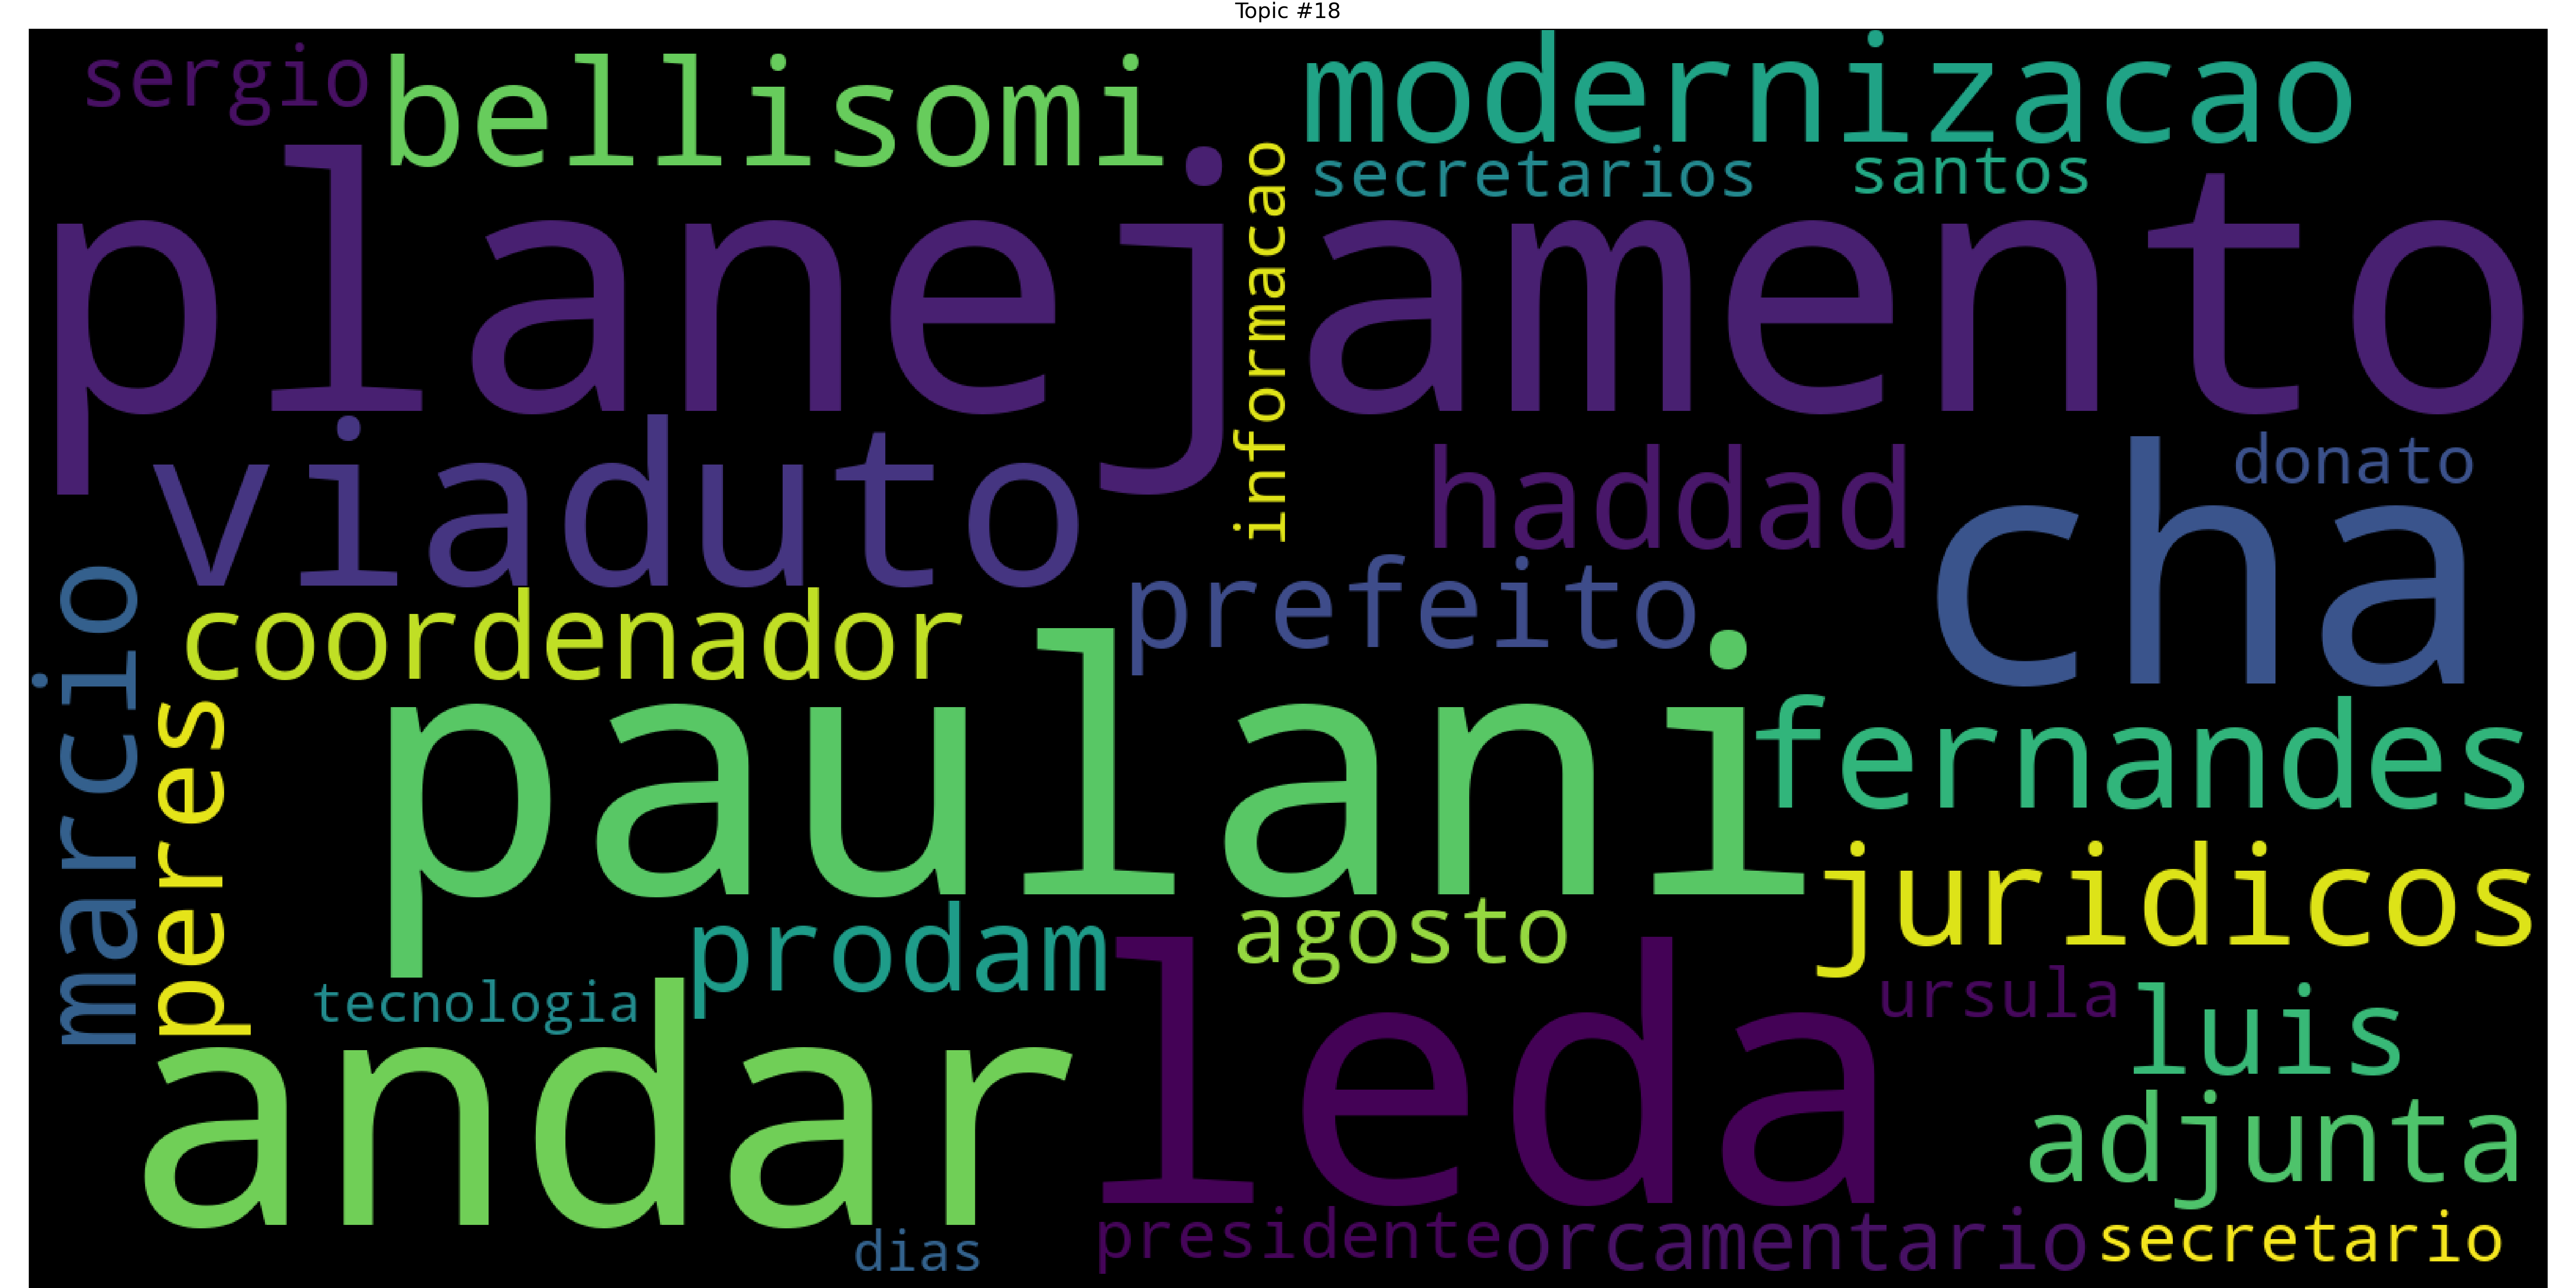 Topic #18
sergio
bellisomi
modernizacao
secretarios
santos
planejamento
informacao
viaduto
haddad
donato
cha
prefeito
marcio
coordenador
peres
paulani
fernandes
juridicos
prodam
agosto
tecnologia
ursula
luis
andar
leda
adjunta
dias
presidente
orcamentario
secretario